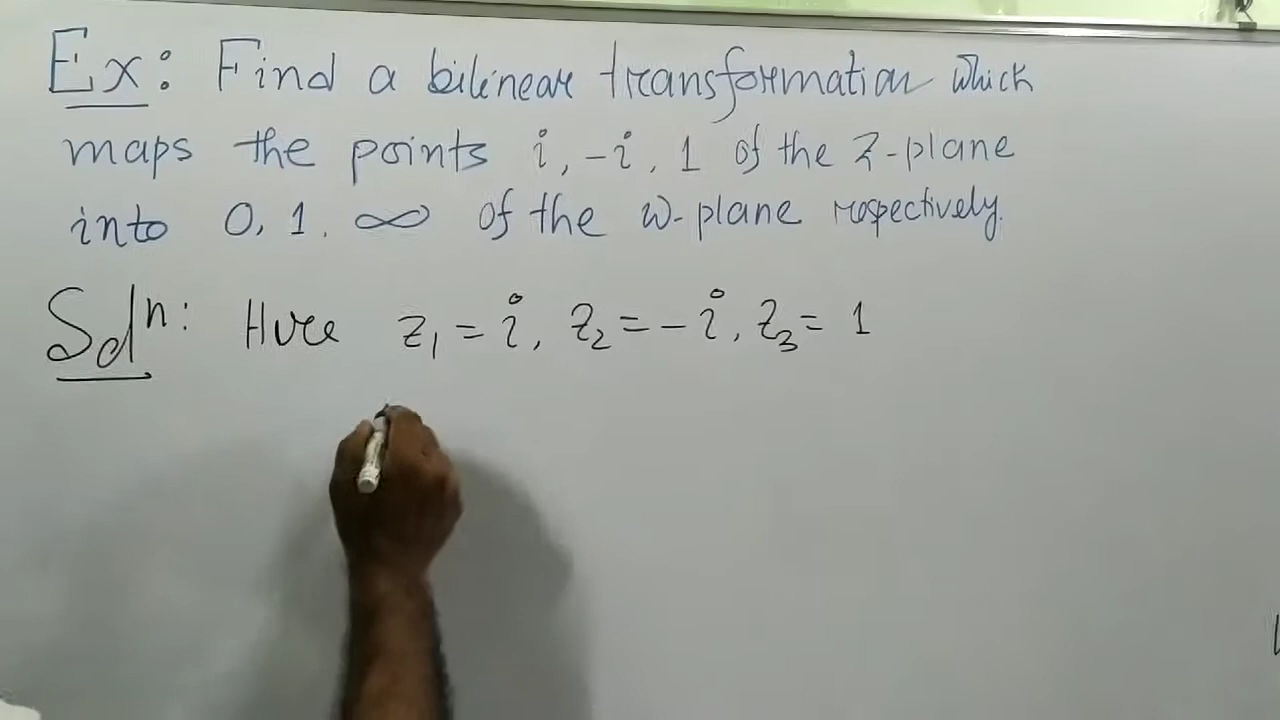 Ex: Find a bilinear transformation which
maps the points i, -i, 1 of the z-plane
into 0, 1, ∞ of the w-plane respectively.
Solⁿ: Here z₁ = i, z₂ = -i, z₃ = 1